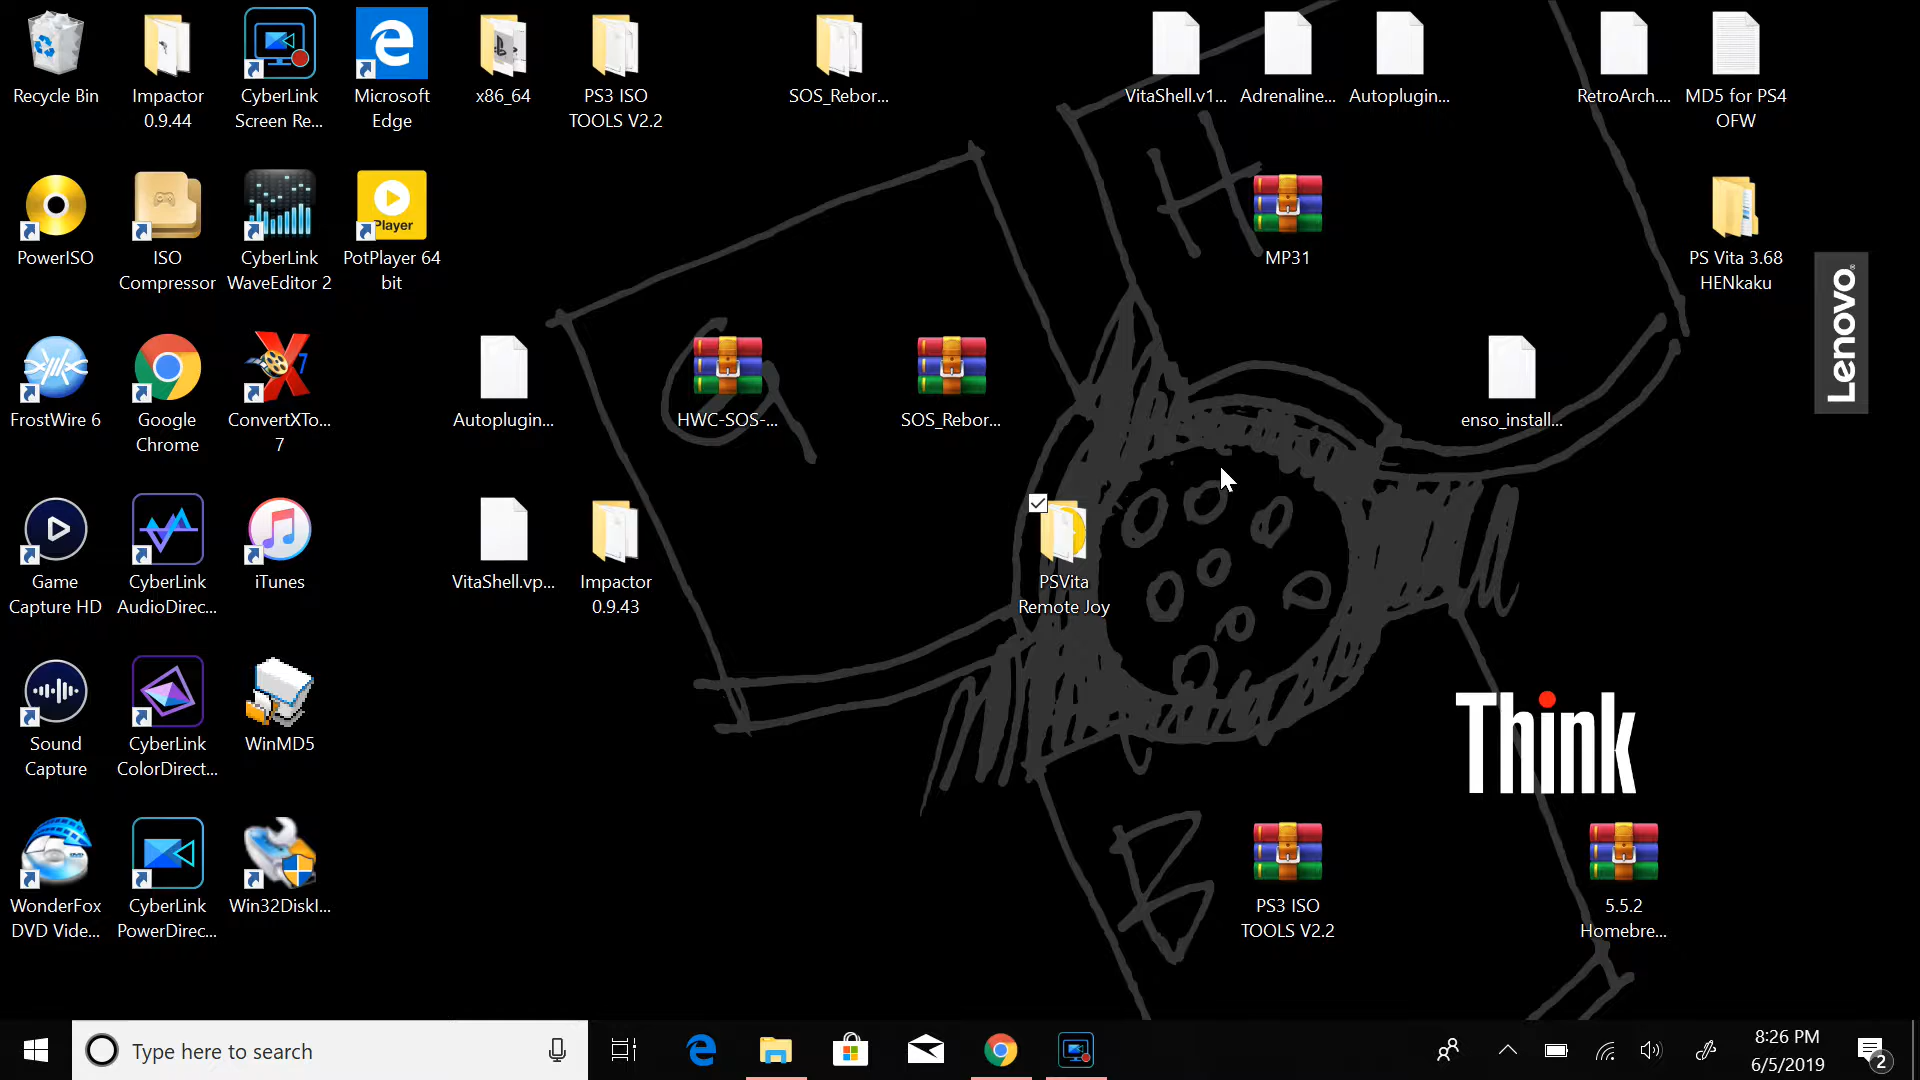 Recycle Bin
Impactor
0.9.44
CyberLink
Screen Re...
Microsoft
Edge
x86_64
PS3 ISO
TOOLS V2.2
SOS_Rebor...
VitaShell.v1...
Adrenaline...
Autoplugin...
RetroArch....
MD5 for PS4
OFW
PowerISO
ISO
Compressor
CyberLink
WaveEditor 2
Player
PotPlayer 64
bit
H
MP31
PS Vita 3.68
HENkaku
Lenovo
FrostWire 6
Google
Chrome
7
ConvertXTo...
7
Autoplugin...
HWC-SOS-...
SOS_Rebor...
enso_install...
Game
Capture HD
CyberLink
AudioDirec...
iTunes
VitaShell.vp...
Impactor
0.9.43
PSVita
Remote Joy
Sound
Capture
CyberLink
ColorDirect...
WinMD5
Think
WonderFox
DVD Vide...
CyberLink
PowerDirec...
Win32DiskI...
B
PS3 ISO
TOOLS V2.2
5.5.2
Homebre...
Type here to search
8:26 PM
6/5/2019
2